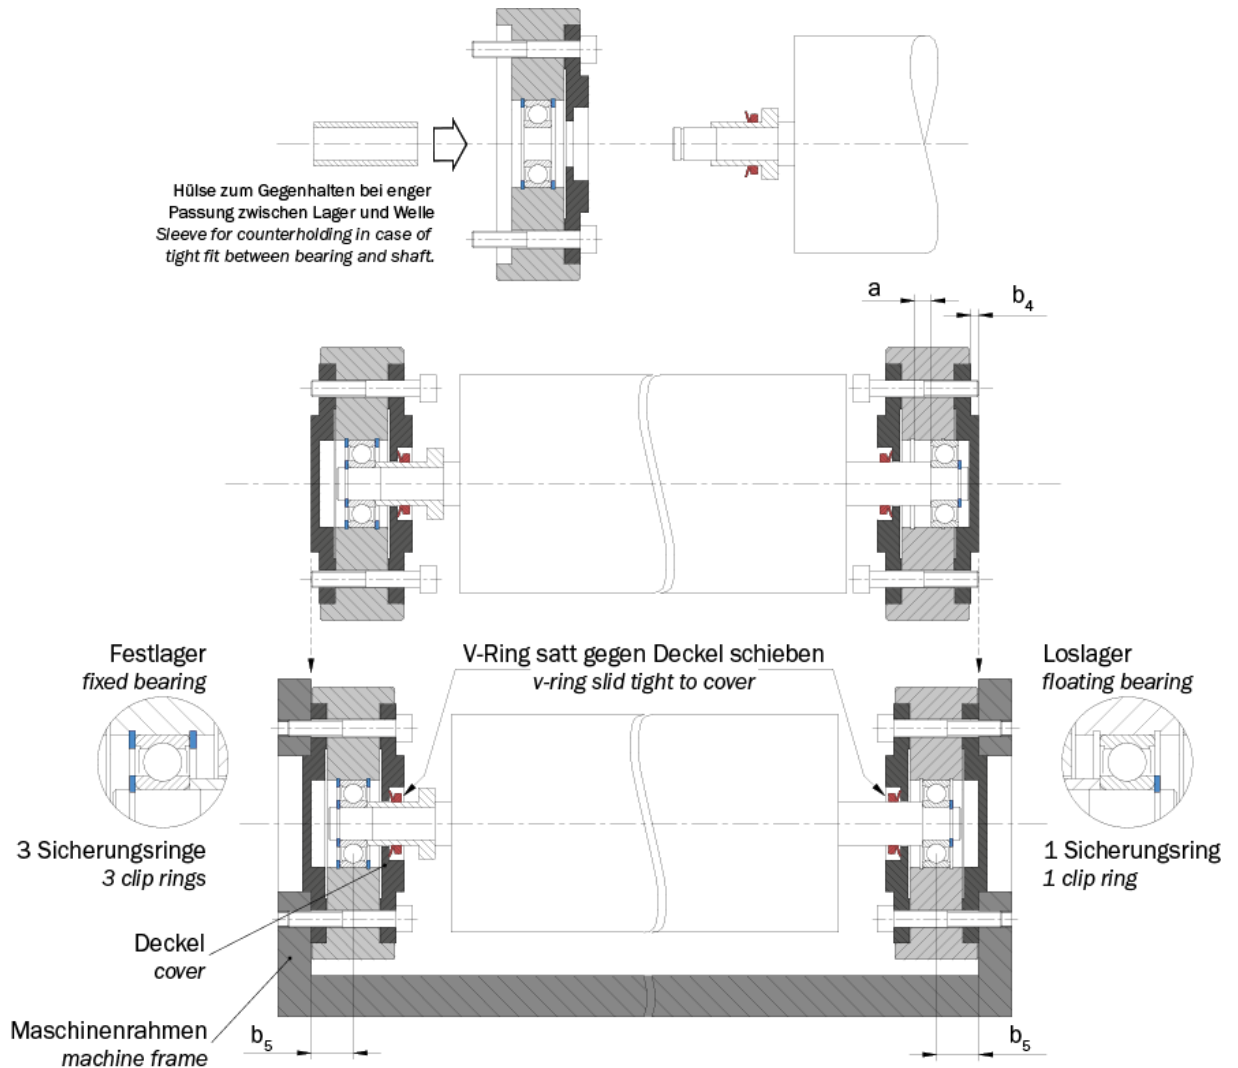 Hülse zum Gegenhalten bei enger
Passung zwischen Lager und Welle
Sleeve for counterholding in case of
tight fit between bearing and shaft.
a
b4
Festlager
fixed bearing
V-Ring satt gegen Deckel schieben
v-ring slid tight to cover
Loslager
floating bearing
3 Sicherungsringe
3 clip rings
1 Sicherungsring
1 clip ring
Deckel
cover
Maschinenrahmen
machine frame
b5
b5